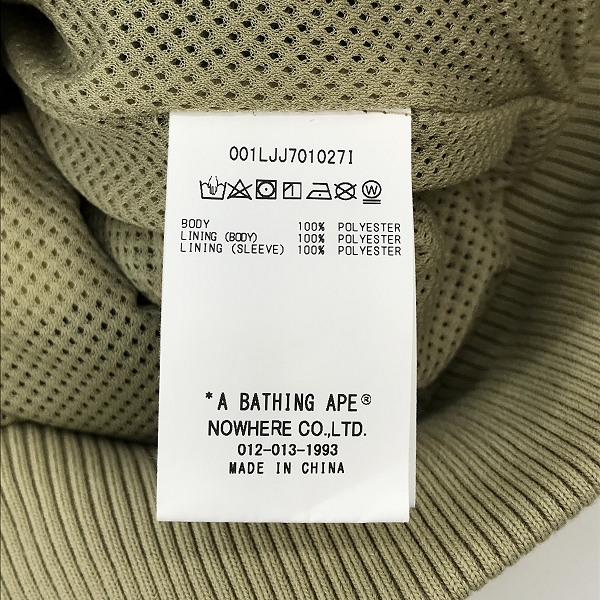 001LJJ701027I
W
BODY 100% POLYESTER
LINING (BODY) 100% POLYESTER
LINING (SLEEVE) 100% POLYESTER
*A BATHING APE®
NOWHERE CO.,LTD.
012-013-1993
MADE IN CHINA